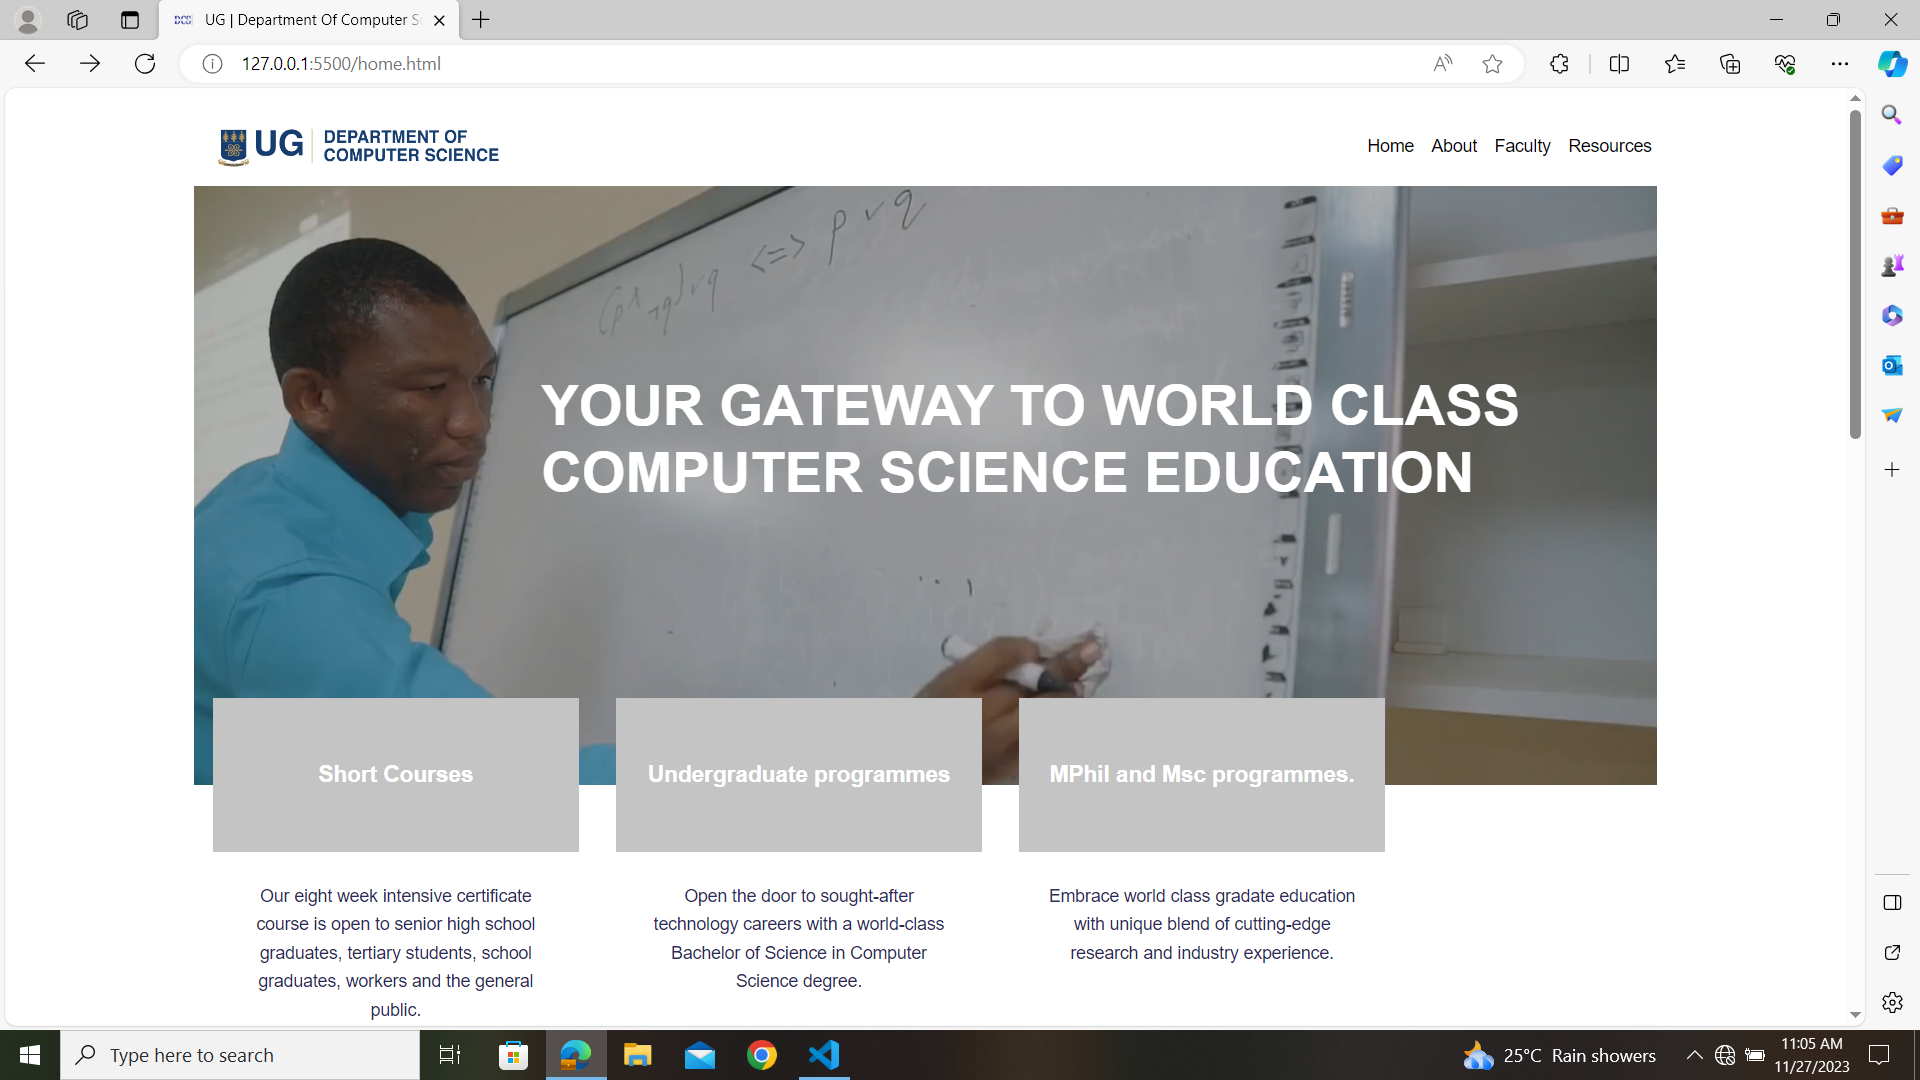 UG | Department Of Computer Sc
127.0.0.1:5500/home.html
UG DEPARTMENT OF
COMPUTER SCIENCE
Home About Faculty Resources
(p∧¬q)∨q <=> p∨q
YOUR GATEWAY TO WORLD CLASS
COMPUTER SCIENCE EDUCATION
Short Courses
Undergraduate programmes
MPhil and Msc programmes.
Our eight week intensive certificate
course is open to senior high school
graduates, tertiary students, school
graduates, workers and the general
public.
Open the door to sought-after
technology careers with a world-class
Bachelor of Science in Computer
Science degree.
Embrace world class gradate education
with unique blend of cutting-edge
research and industry experience.
Type here to search
25°C Rain showers
11:05 AM
11/27/2023